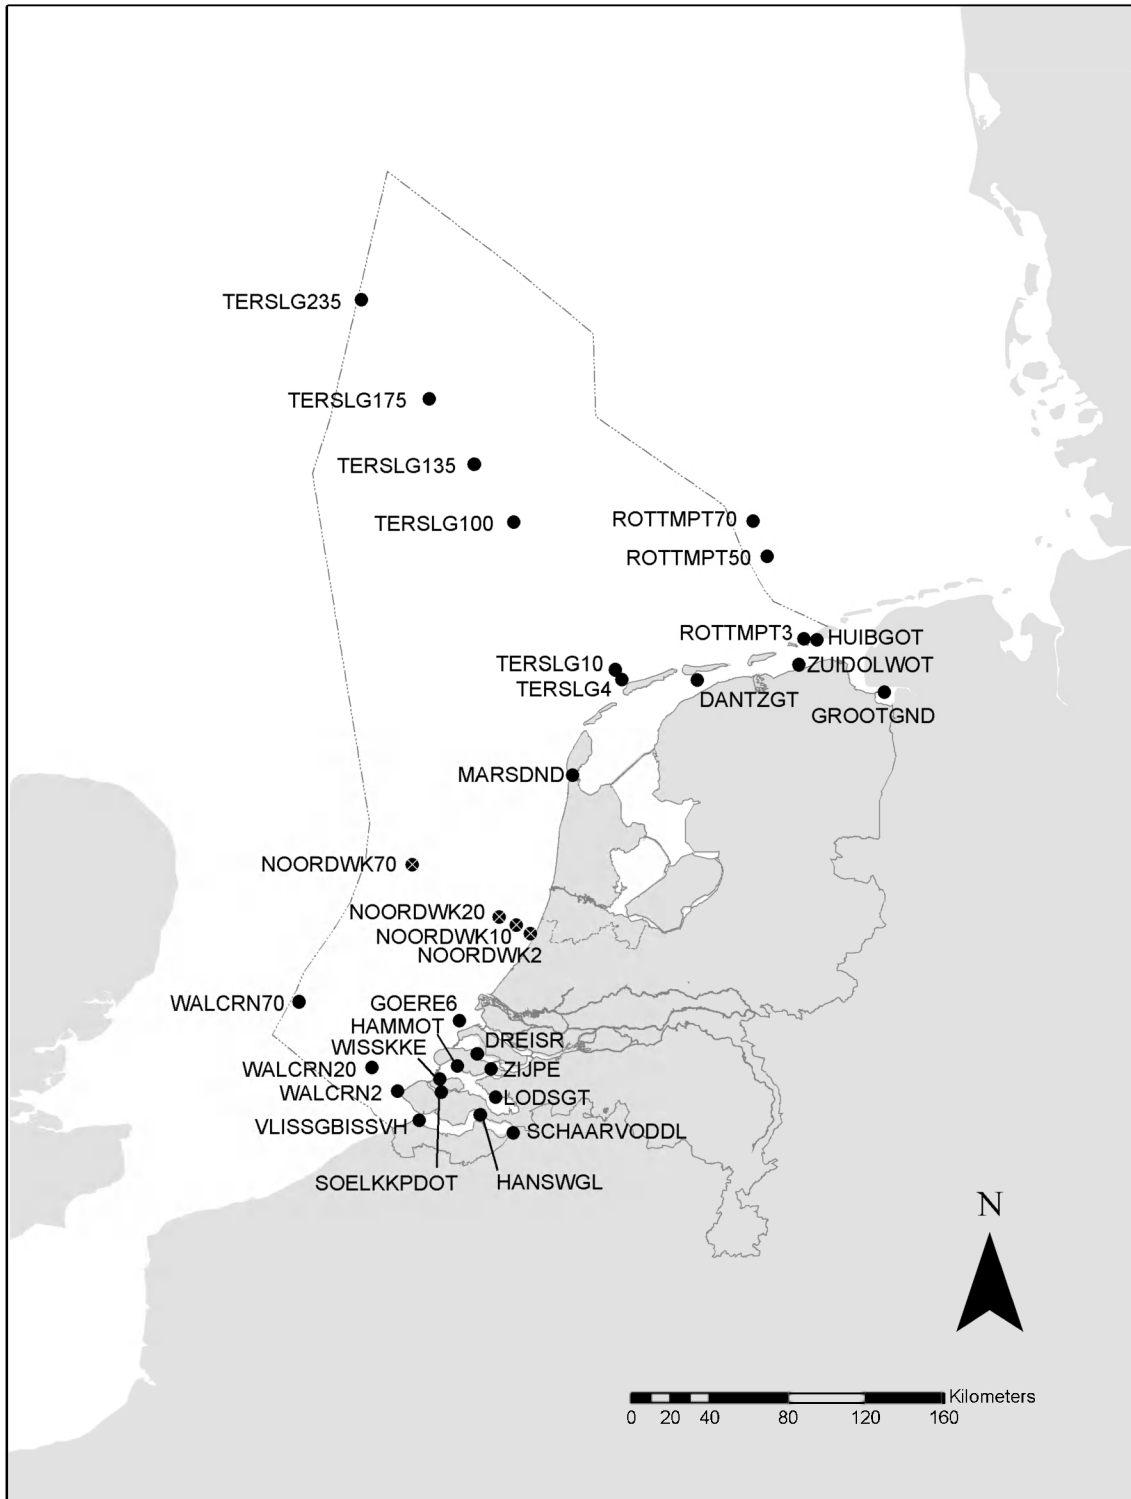 TERSLG235
TERSLG175
TERSLG135
TERSLG100
ROTTMPT70
ROTTMPT50
ROTTMPT3
HUIBGOT
TERSLG10
ZUIDOLWOT
TERSLG4
DANTZGT
GROOTGND
MARSDND
NOORDWK70
NOORDWK20
NOORDWK10
NOORDWK2
WALCRN70
GOERE6
HAMMOT
DREISR
WISSKKE
WALCRN20
ZIJPE
WALCRN2
LODSGT
VLISSGBISSVH
SCHAARVODDL
SOELKKPDOT
HANSWGL
N
Kilometers
0 20 40 80 120 160